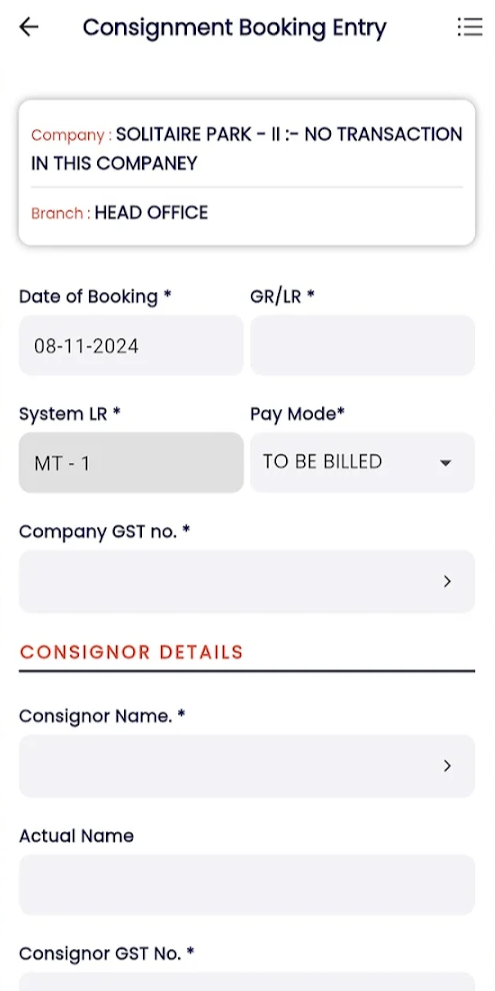 Consignment Booking Entry
Company : SOLITAIRE PARK - II :- NO TRANSACTION
IN THIS COMPANEY
Branch : HEAD OFFICE
Date of Booking * GR/LR *
08-11-2024
System LR * Pay Mode*
MT - 1 TO BE BILLED
Company GST no. *
CONSIGNOR DETAILS
Consignor Name. *
Actual Name
Consignor GST No. *